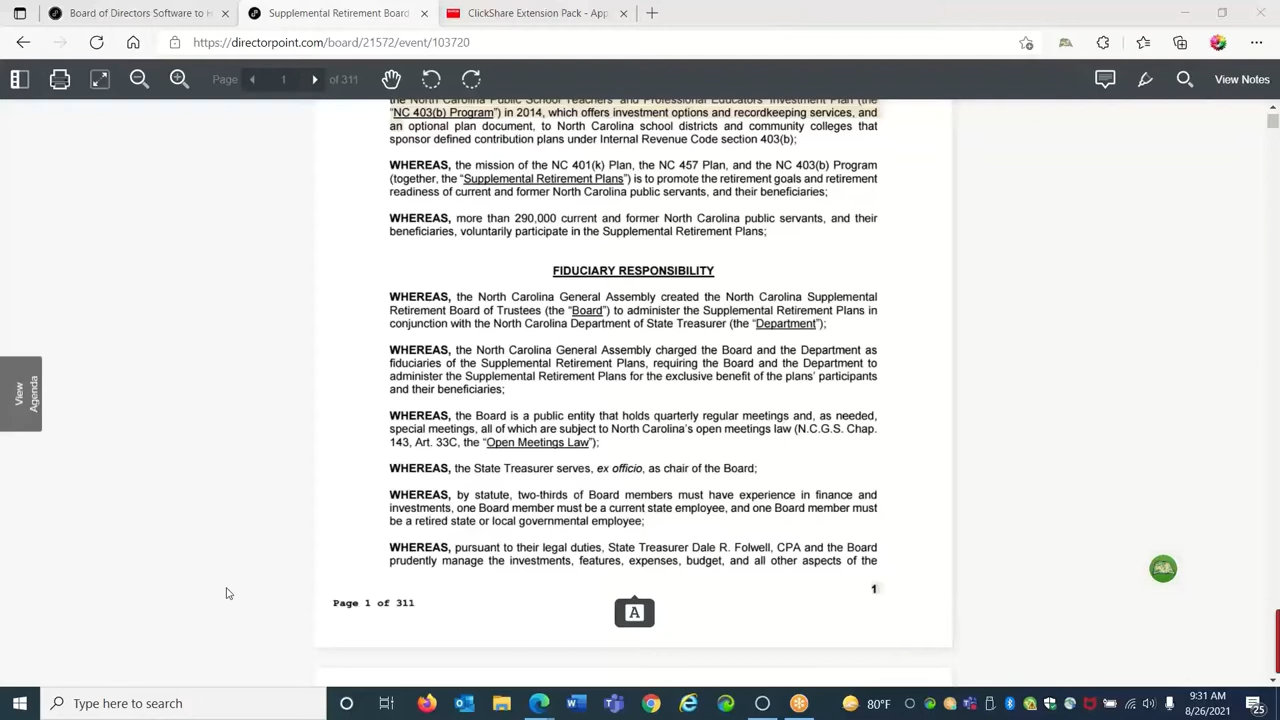 Board of Directors Software to H
Supplemental Retirement Board
ClickShare Extension Pack - App
https://directorpoint.com/board/21572/event/103720
Page 1 of 311
View Notes
the North Carolina Public School Teachers' and Professional Educators' Investment Plan (the
"NC 403(b) Program") in 2014, which offers investment options and recordkeeping services, and
an optional plan document, to North Carolina school districts and community colleges that
sponsor defined contribution plans under Internal Revenue Code section 403(b);
WHEREAS, the mission of the NC 401(k) Plan, the NC 457 Plan, and the NC 403(b) Program
(together, the "Supplemental Retirement Plans") is to promote the retirement goals and retirement
readiness of current and former North Carolina public servants, and their beneficiaries;
WHEREAS, more than 290,000 current and former North Carolina public servants, and their
beneficiaries, voluntarily participate in the Supplemental Retirement Plans;
FIDUCIARY RESPONSIBILITY
WHEREAS, the North Carolina General Assembly created the North Carolina Supplemental
Retirement Board of Trustees (the "Board") to administer the Supplemental Retirement Plans in
conjunction with the North Carolina Department of State Treasurer (the "Department");
WHEREAS, the North Carolina General Assembly charged the Board and the Department as
fiduciaries of the Supplemental Retirement Plans, requiring the Board and the Department to
administer the Supplemental Retirement Plans for the exclusive benefit of the plans' participants
and their beneficiaries;
WHEREAS, the Board is a public entity that holds quarterly regular meetings and, as needed,
special meetings, all of which are subject to North Carolina's open meetings law (N.C.G.S. Chap.
143, Art. 33C, the "Open Meetings Law");
WHEREAS, the State Treasurer serves, ex officio, as chair of the Board;
WHEREAS, by statute, two-thirds of Board members must have experience in finance and
investments, one Board member must be a current state employee, and one Board member must
be a retired state or local governmental employee;
WHEREAS, pursuant to their legal duties, State Treasurer Dale R. Folwell, CPA and the Board
prudently manage the investments, features, expenses, budget, and all other aspects of the
1
Page 1 of 311
A
View
Agenda
Type here to search
80°F
9:31 AM
8/26/2021
25